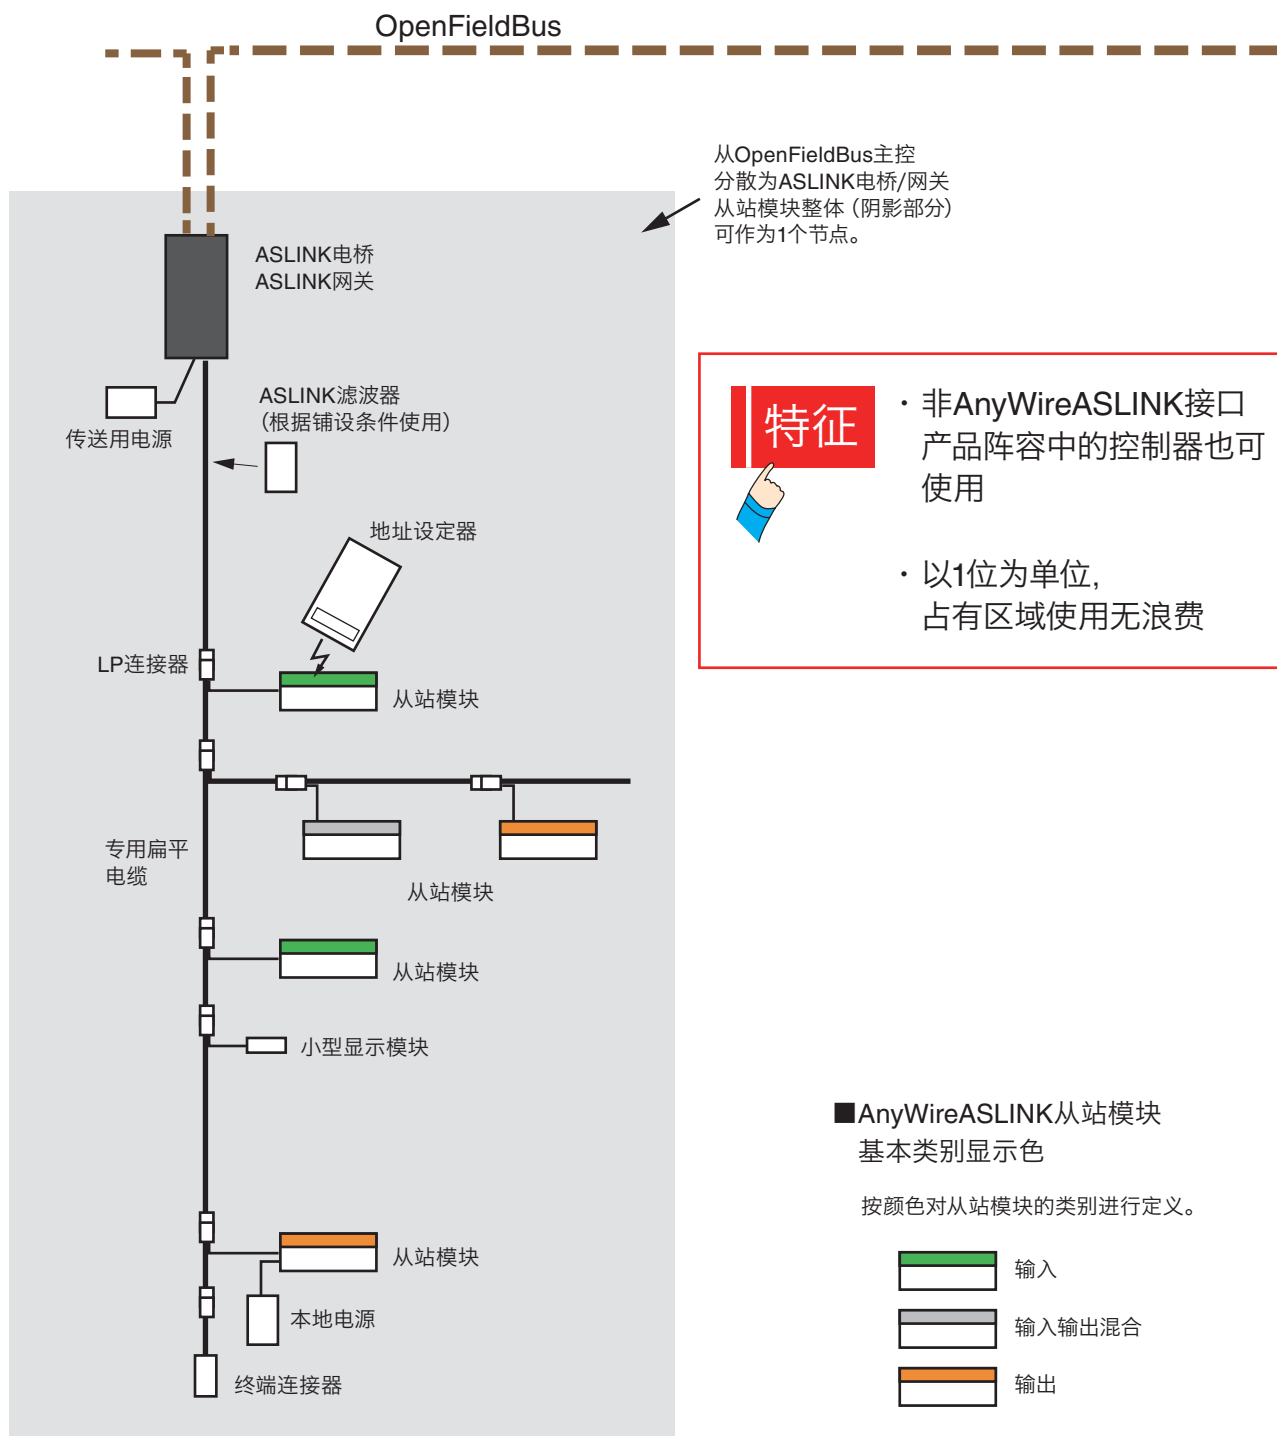 OpenFieldBus
从OpenFieldBus主控
分散为ASLINK电桥/网关
从站模块整体（阴影部分）
可作为1个节点。
ASLINK电桥
ASLINK网关
传送用电源
ASLINK滤波器
（根据铺设条件使用）
特征
・非AnyWireASLINK接口
产品阵容中的控制器也可
使用
・以1位为单位，
占有区域使用无浪费
地址设定器
LP连接器
从站模块
专用扁平
电缆
从站模块
从站模块
小型显示模块
■AnyWireASLINK从站模块
基本类别显示色
按颜色对从站模块的类别进行定义。
从站模块
本地电源
终端连接器
输入
输入输出混合
输出